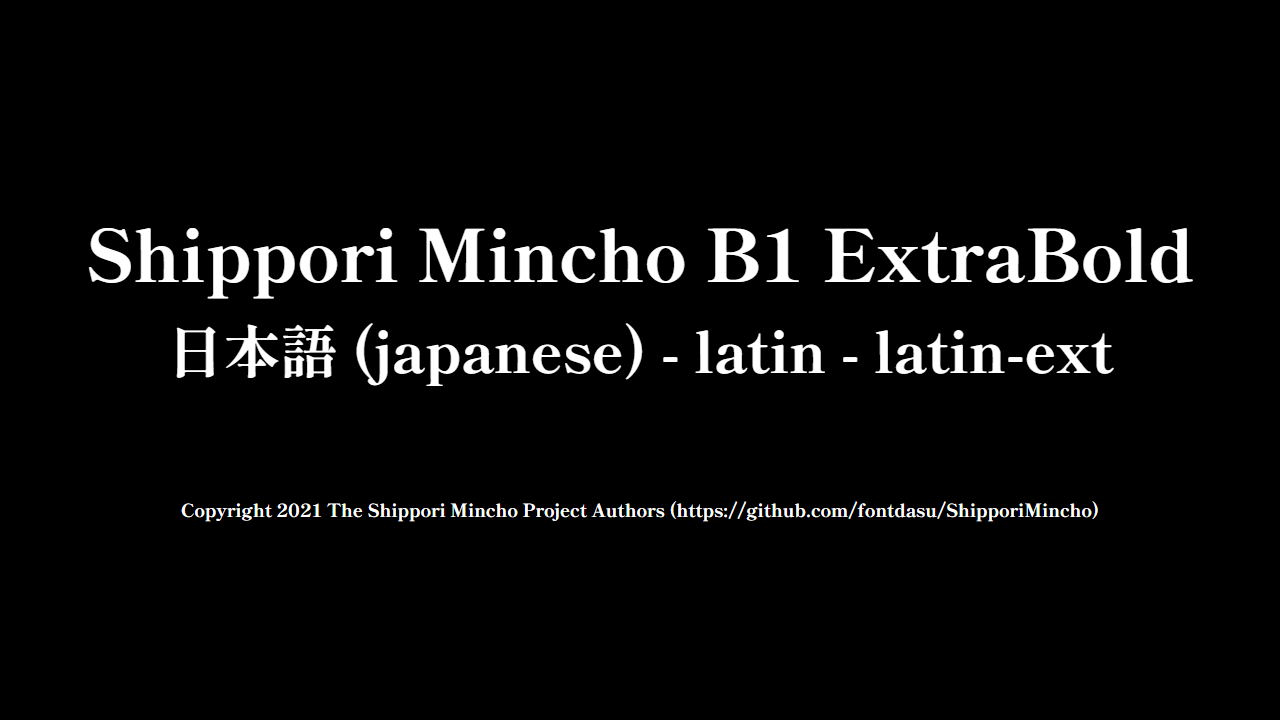 Shippori Mincho B1 ExtraBold
日本語 (japanese) - latin - latin-ext
Copyright 2021 The Shippori Mincho Project Authors (https://github.com/fontdasu/ShipporiMincho)